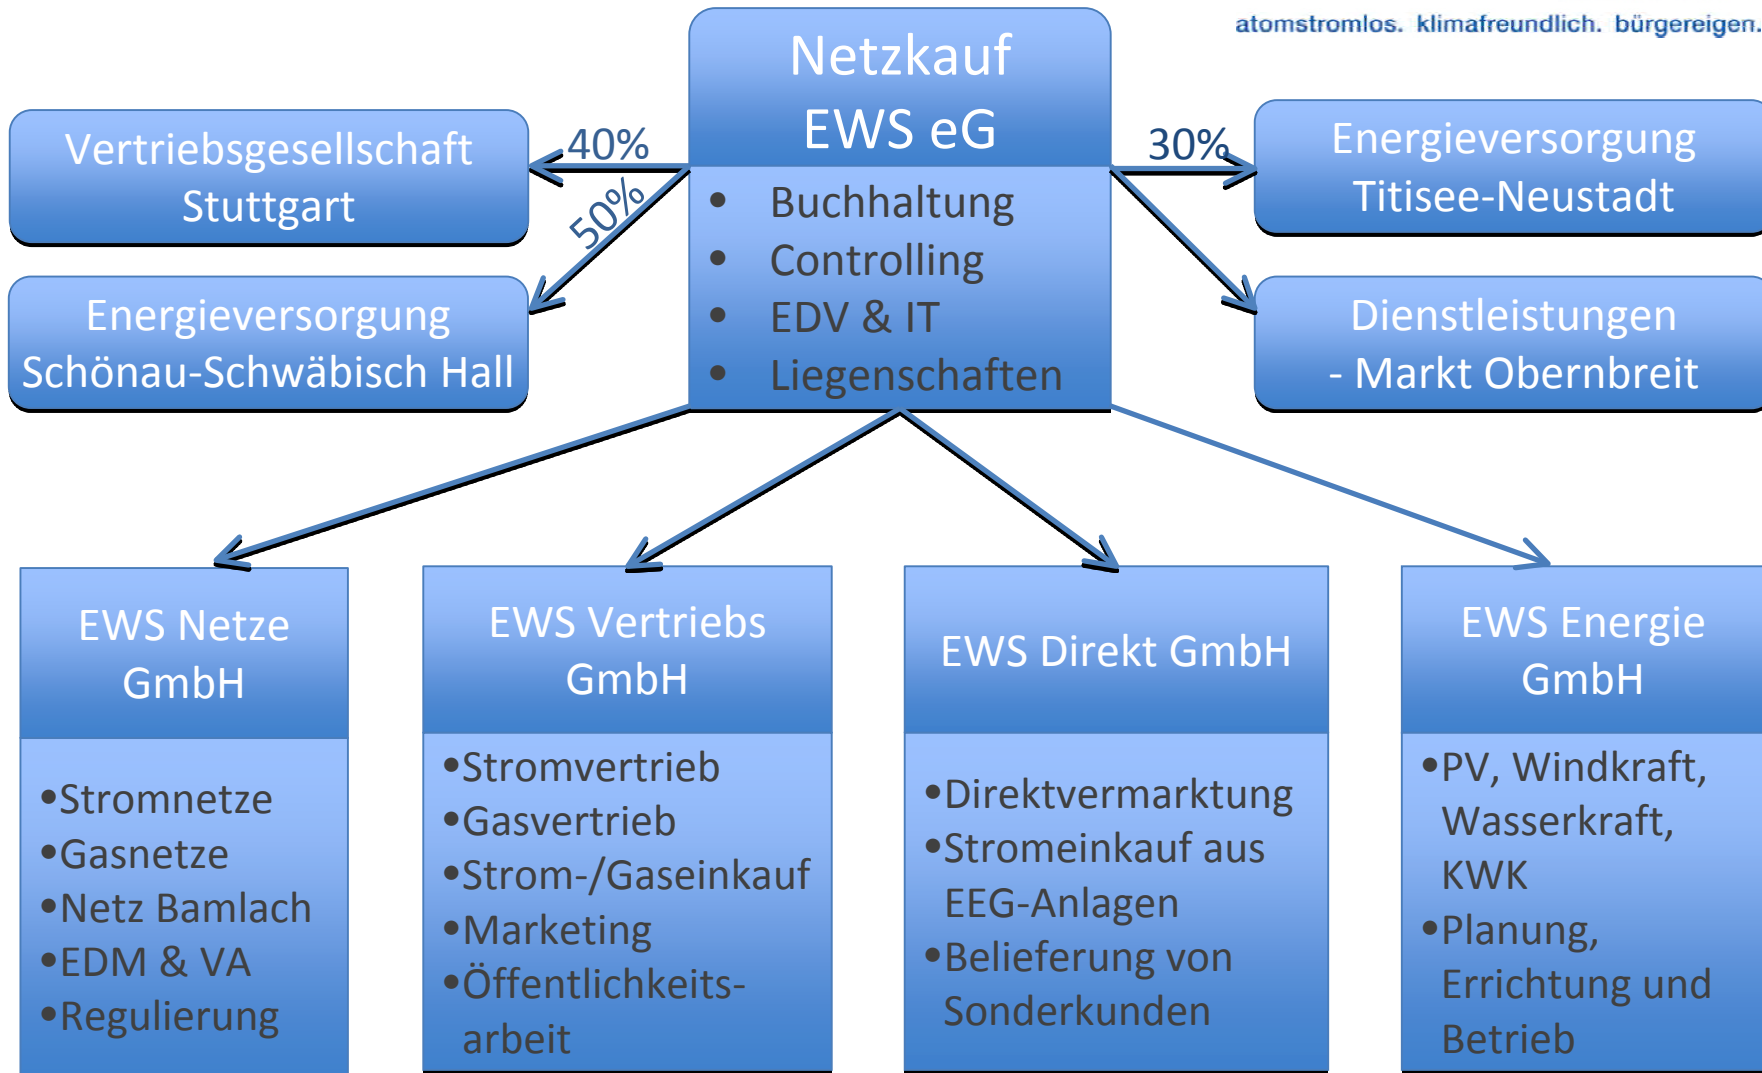 atomstromlos. klimafreundlich. bürgereigen.
Netzkauf
EWS eG
• Buchhaltung
• Controlling
• EDV & IT
• Liegenschaften
40%
50%
30%
Vertriebsgesellschaft
Stuttgart
Energieversorgung
Schönau-Schwäbisch Hall
Energieversorgung
Titisee-Neustadt
Dienstleistungen
- Markt Obernbreit
EWS Netze
GmbH
•Stromnetze
•Gasnetze
•Netz Bamlach
•EDM & VA
•Regulierung
EWS Vertriebs
GmbH
•Stromvertrieb
•Gasvertrieb
•Strom-/Gaseinkauf
•Marketing
•Öffentlichkeits-
arbeit
EWS Direkt GmbH
•Direktvermarktung
•Stromeinkauf aus
EEG-Anlagen
•Belieferung von
Sonderkunden
EWS Energie
GmbH
•PV, Windkraft,
Wasserkraft,
KWK
•Planung,
Errichtung und
Betrieb